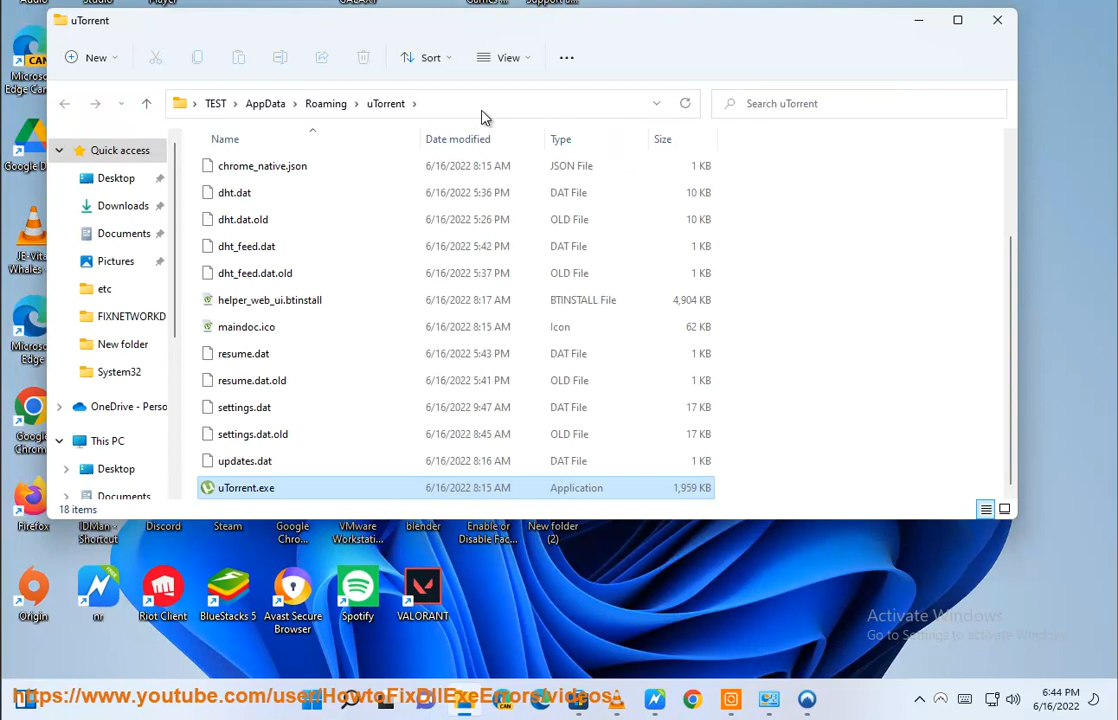 uTorrent
New
Sort
View
TEST
AppData
Roaming
uTorrent
Search uTorrent
Name
Date modified
Type
Size
Quick access
Desktop
Downloads
Documents
Pictures
etc
FIXNETWORKD
New folder
System32
OneDrive - Perso
This PC
Desktop
Documents
chrome_native.json 6/16/2022 8:15 AM JSON File 1 KB
dht.dat 6/16/2022 5:36 PM DAT File 10 KB
dht.dat.old 6/16/2022 5:26 PM OLD File 10 KB
dht_feed.dat 6/16/2022 5:42 PM DAT File 1 KB
dht_feed.dat.old 6/16/2022 5:37 PM OLD File 1 KB
helper_web_ui.btinstall 6/16/2022 8:17 AM BTINSTALL File 4,904 KB
maindoc.ico 6/16/2022 8:15 AM Icon 62 KB
resume.dat 6/16/2022 5:43 PM DAT File 1 KB
resume.dat.old 6/16/2022 5:41 PM OLD File 1 KB
settings.dat 6/16/2022 9:47 AM DAT File 17 KB
settings.dat.old 6/16/2022 8:45 AM OLD File 17 KB
updates.dat 6/16/2022 8:16 AM DAT File 1 KB
uTorrent.exe 6/16/2022 8:15 AM Application 1,959 KB
18 items
Microsoft
Edge Can
CAN
Google D
JE-Vita
Whales -
Microso
Edge
Google
Chrom
Firefox
IDMan -
Shortcut
Discord
Steam
Google
Chro...
VMware
Workstati...
blender
Enable or
Disable Fac...
New folder
(2)
Origin
nr
Riot Client
BlueStacks 5
Avast Secure
Browser
Spotify
VALORANT
Activate Windows
Go to Settings to activate Windows.
https://www.youtube.com/user/HowtoFixDllExeErrors/videos
CAN
6:44 PM
6/16/2022